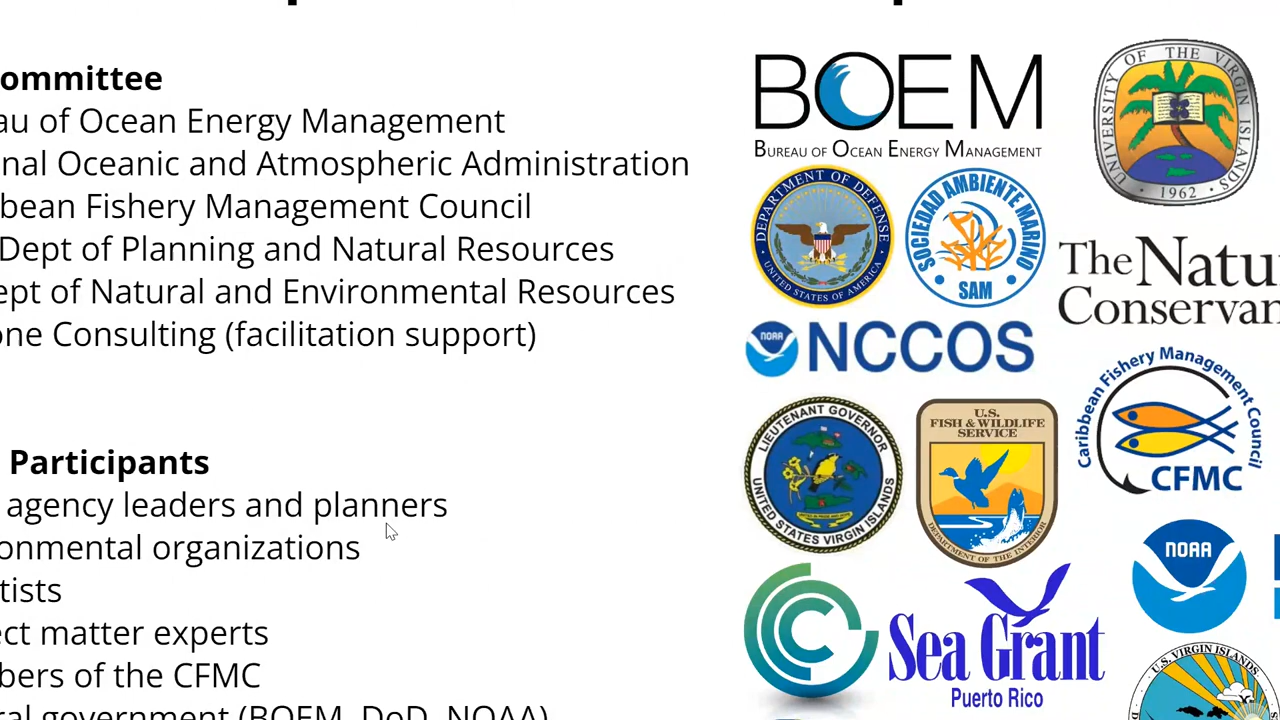 ommittee
au of Ocean Energy Management
nal Oceanic and Atmospheric Administration
bean Fishery Management Council
Dept of Planning and Natural Resources
ept of Natural and Environmental Resources
one Consulting (facilitation support)
Participants
agency leaders and planners
onmental organizations
tists
ect matter experts
bers of the CFMC
ral government (BOEM, DoD, NOAA)
BOEM
BUREAU OF OCEAN ENERGY MANAGEMENT
UNIVERSITY OF THE VIRGIN ISLANDS
1962
DEPARTMENT OF DEFENSE
UNITED STATES OF AMERICA
SOCIEDAD AMBIENTE MARINO
SAM
The Natu
Conservan
NOAA
NCCOS
Caribbean Fishery Management Council
CFMC
LIEUTENANT GOVERNOR
UNITED STATES VIRGIN ISLANDS
U.S.
FISH & WILDLIFE
SERVICE
DEPARTMENT OF THE INTERIOR
NOAA
Sea Grant
Puerto Rico
U.S. VIRGIN ISLANDS